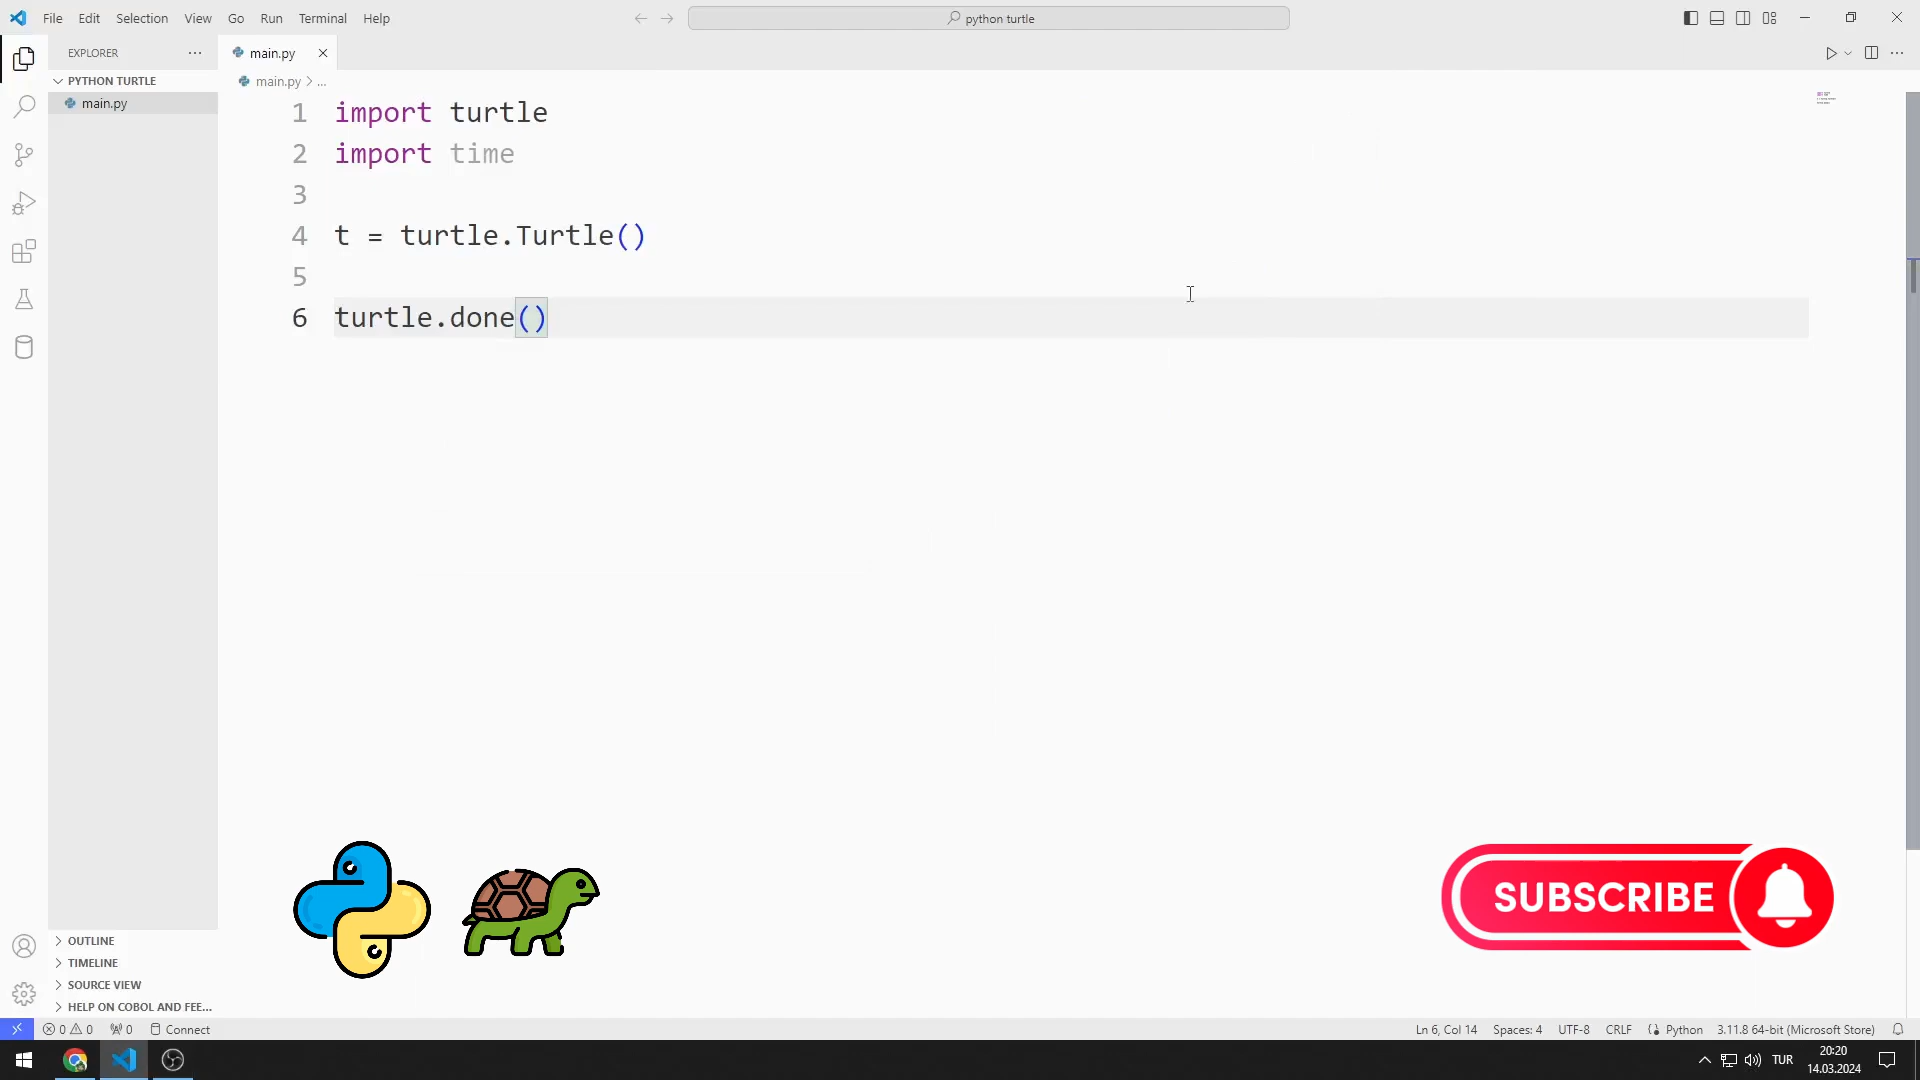 File Edit Selection View Go Run Terminal Help
python turtle
EXPLORER
main.py
PYTHON TURTLE
main.py
main.py > ...
1 import turtle
2 import time
3
4 t = turtle.Turtle()
5
6 turtle.done()
SUBSCRIBE
OUTLINE
TIMELINE
SOURCE VIEW
HELP ON COBOL AND FEE...
0 0 0 Connect
Ln 6, Col 14 Spaces: 4 UTF-8 CRLF Python 3.11.8 64-bit (Microsoft Store)
TUR
20:20
14.03.2024